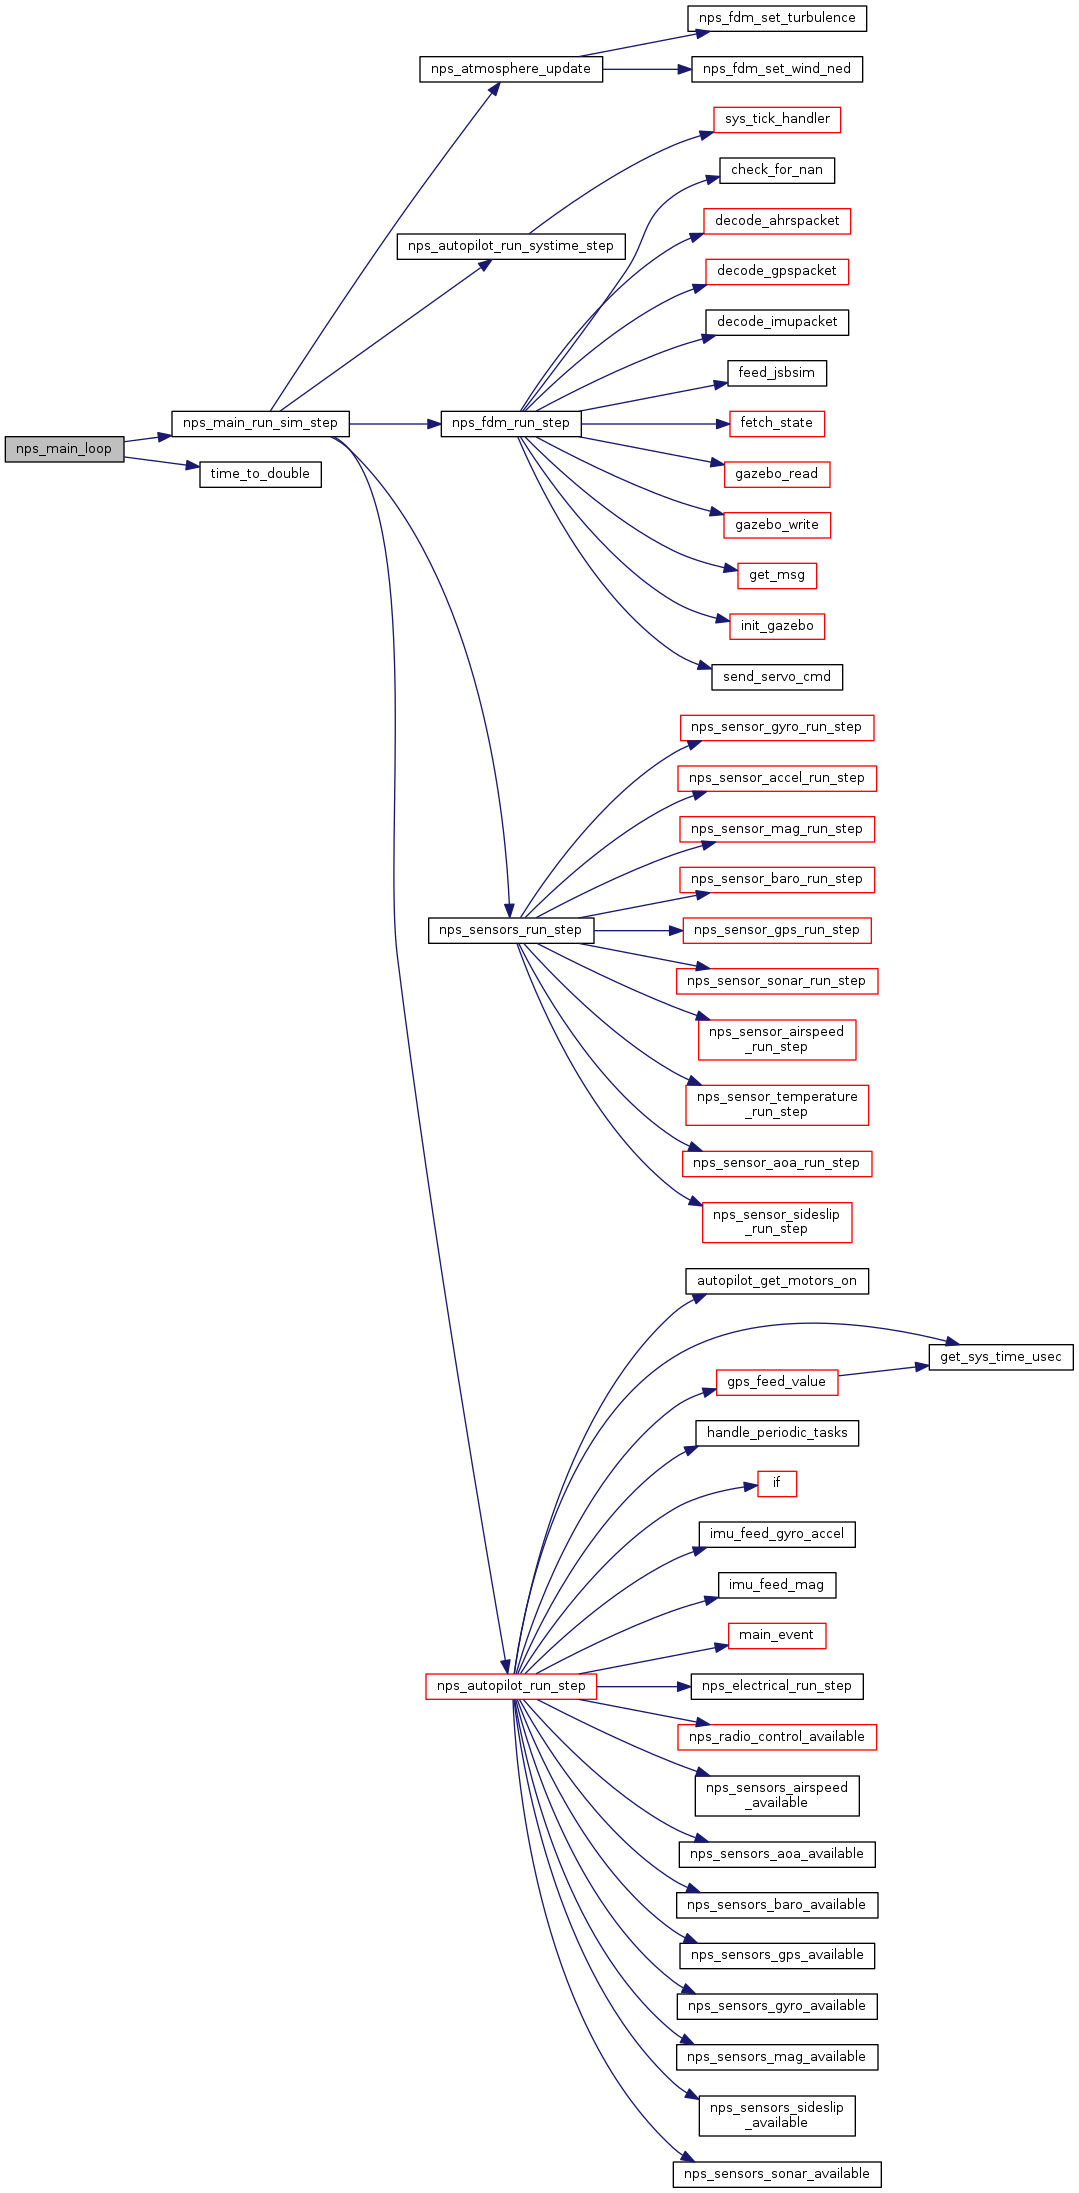 nps_fdm_set_turbulence
nps_atmosphere_update
nps_fdm_set_wind_ned
sys_tick_handler
check_for_nan
decode_ahrspacket
nps_autopilot_run_systime_step
decode_gpspacket
decode_imupacket
feed_jsbsim
nps_main_run_sim_step
nps_fdm_run_step
fetch_state
nps_main_loop
time_to_double
gazebo_read
gazebo_write
get_msg
init_gazebo
send_servo_cmd
nps_sensor_gyro_run_step
nps_sensor_accel_run_step
nps_sensor_mag_run_step
nps_sensor_baro_run_step
nps_sensors_run_step
nps_sensor_gps_run_step
nps_sensor_sonar_run_step
nps_sensor_airspeed
_run_step
nps_sensor_temperature
_run_step
nps_sensor_aoa_run_step
nps_sensor_sideslip
_run_step
autopilot_get_motors_on
get_sys_time_usec
gps_feed_value
handle_periodic_tasks
if
imu_feed_gyro_accel
imu_feed_mag
main_event
nps_autopilot_run_step
nps_electrical_run_step
nps_radio_control_available
nps_sensors_airspeed
_available
nps_sensors_aoa_available
nps_sensors_baro_available
nps_sensors_gps_available
nps_sensors_gyro_available
nps_sensors_mag_available
nps_sensors_sideslip
_available
nps_sensors_sonar_available